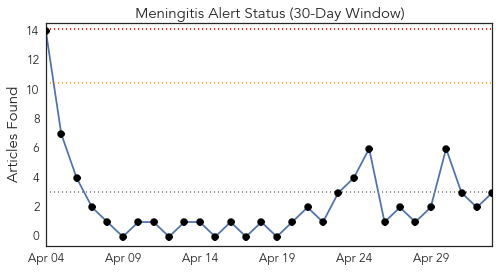 Meningitis Alert Status (30-Day Window)
Articles Found
14
12
10
8
6
4
2
0
Apr 04 Apr 09 Apr 14 Apr 19 Apr 24 Apr 29